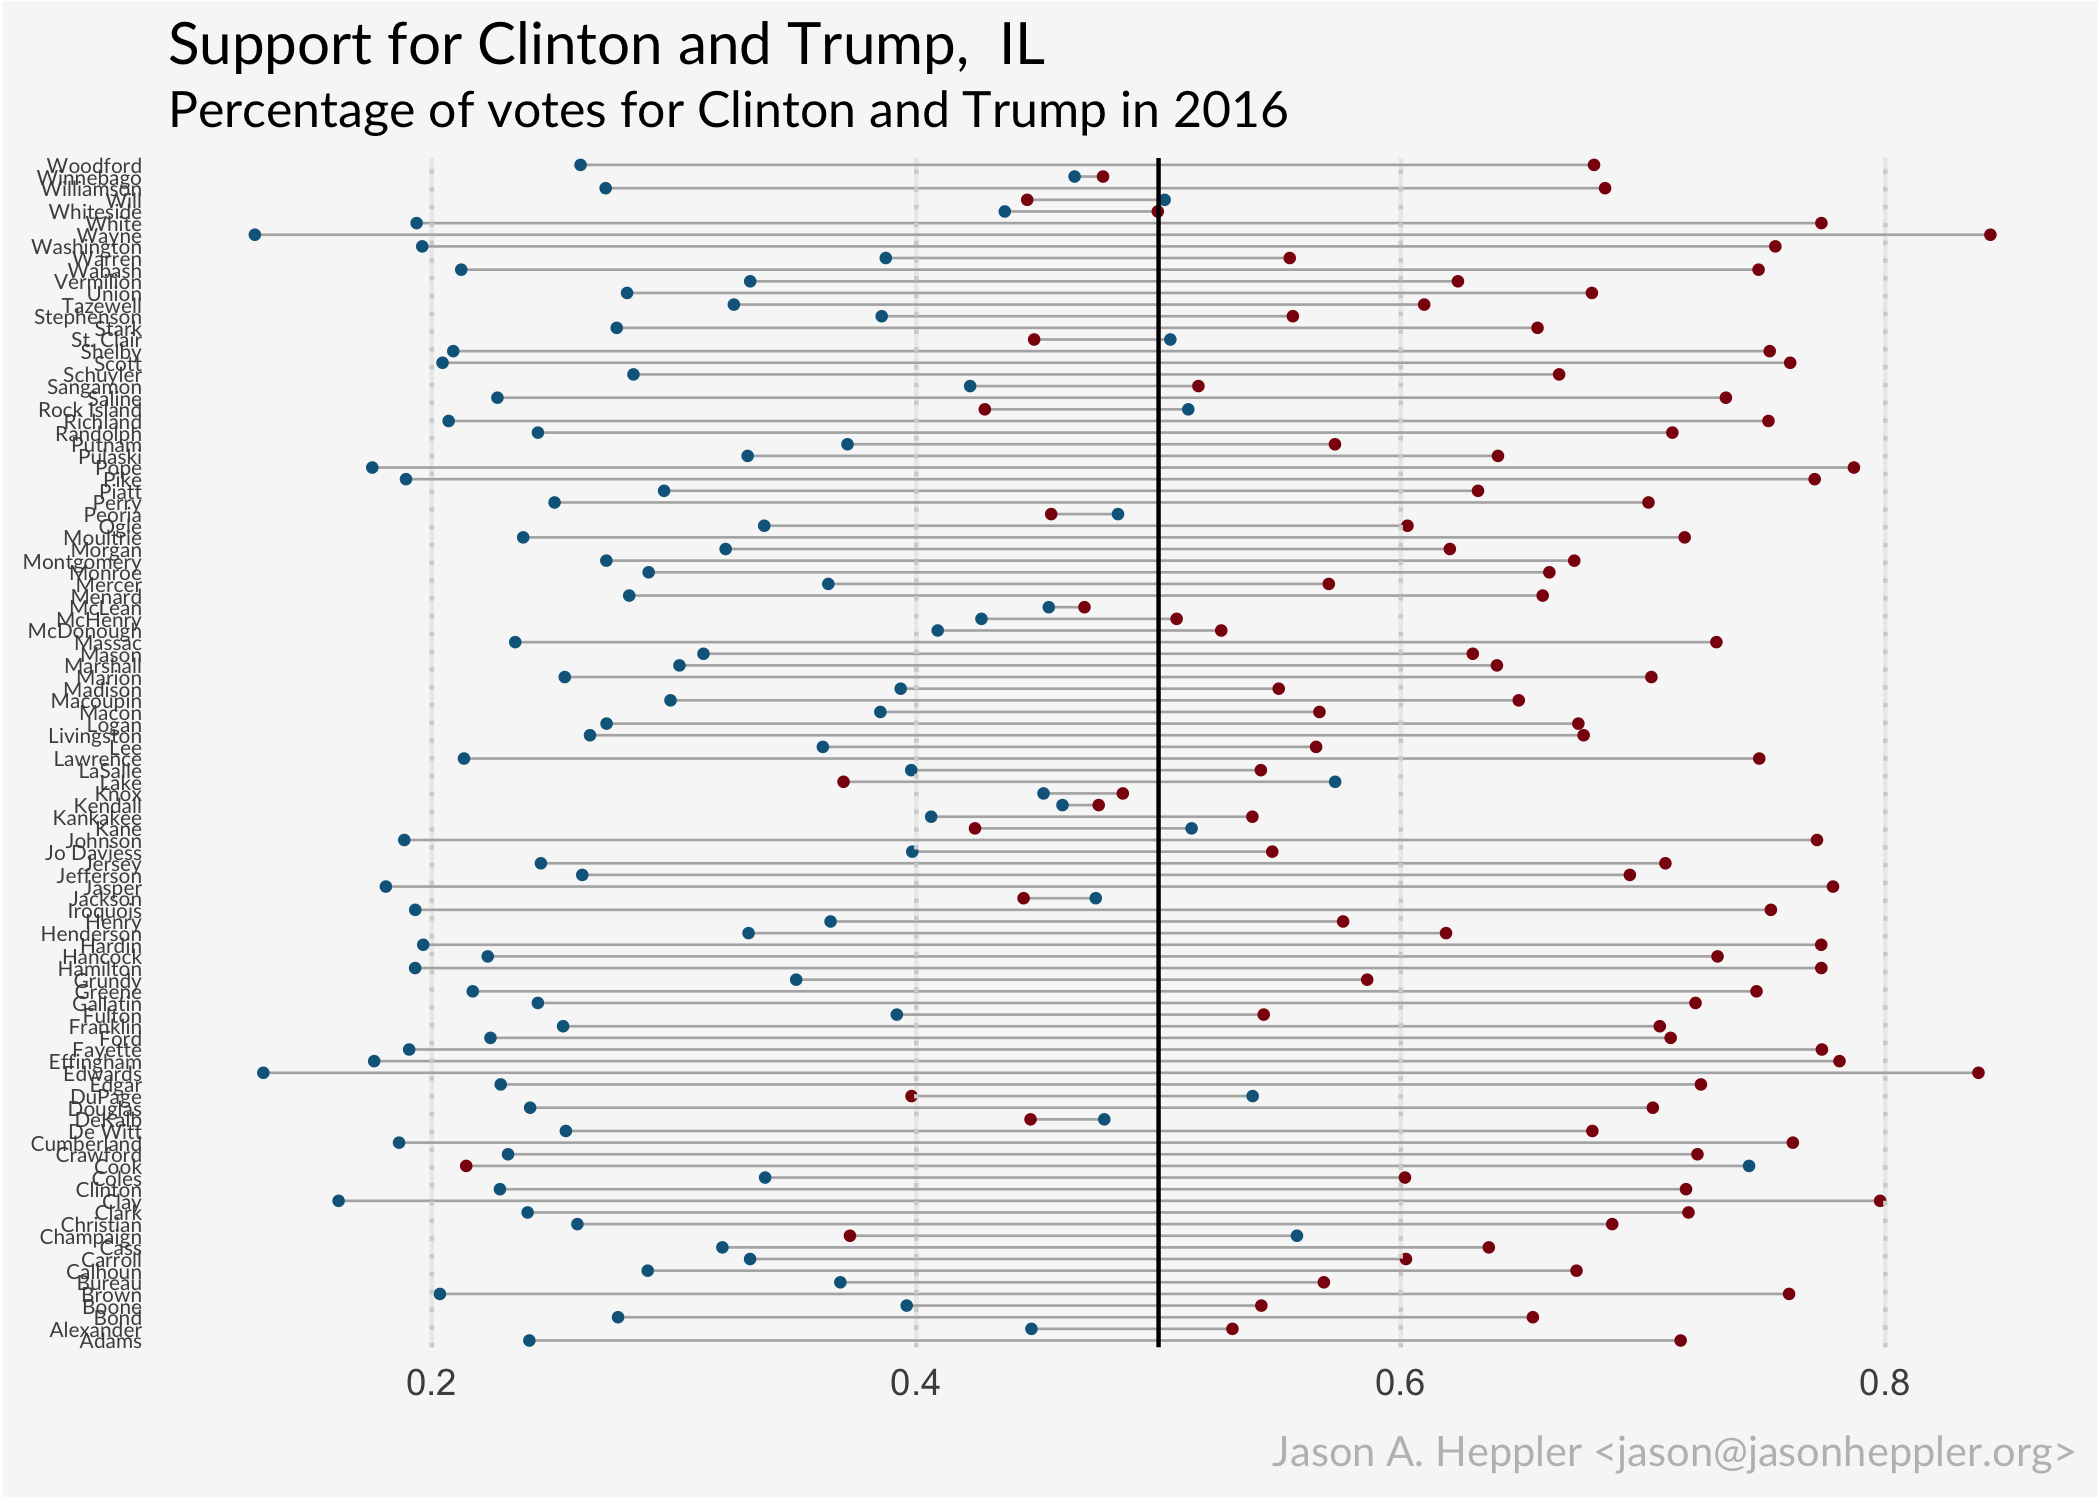 Support for Clinton and Trump,  IL
Percentage of votes for Clinton and Trump in 2016
Woodford
Winnebago
Williamson
Will
Whiteside
White
Wayne
Washington
Warren
Wabash
Vermilion
Union
Tazewell
Stephenson
Stark
St. Clair
Shelby
Scott
Schuyler
Sangamon
Saline
Rock Island
Richland
Randolph
Putnam
Pulaski
Pope
Pike
Piatt
Perry
Peoria
Ogle
Moultrie
Morgan
Montgomery
Monroe
Mercer
Menard
McLean
McHenry
McDonough
Massac
Mason
Marshall
Marion
Madison
Macoupin
Macon
Logan
Livingston
Lee
Lawrence
LaSalle
Lake
Knox
Kendall
Kankakee
Kane
Johnson
Jo Daviess
Jersey
Jefferson
Jasper
Jackson
Iroquois
Henry
Henderson
Hardin
Hancock
Hamilton
Grundy
Greene
Gallatin
Fulton
Franklin
Ford
Fayette
Effingham
Edwards
Edgar
DuPage
Douglas
DeKalb
De Witt
Cumberland
Crawford
Cook
Coles
Clinton
Clay
Clark
Christian
Champaign
Cass
Carroll
Calhoun
Bureau
Brown
Boone
Bond
Alexander
Adams
0.2 0.4 0.6 0.8
Jason A. Heppler <jason@jasonheppler.org>